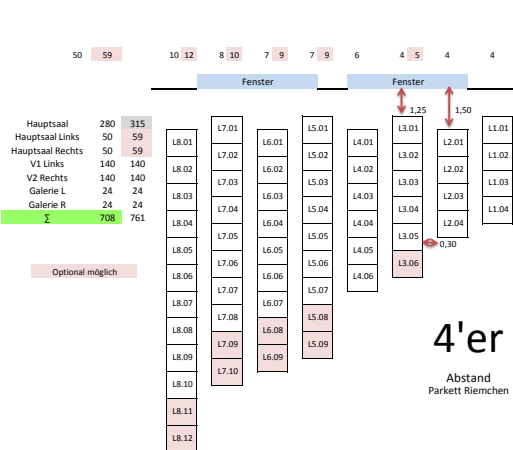 50 59 10 12 8 10 7 9 7 9 6 4 5 4 4
Fenster Fenster
1,25 1,50
Hauptsaal 280 315
Hauptsaal Links 50 59
Hauptsaal Rechts 50 59
V1 Links 140 140
V2 Rechts 140 140
Galerie L 24 24
Galerie R 24 24
∑ 708 761
Optional möglich
L8.01
L8.02
L8.03
L8.04
L8.05
L8.06
L8.07
L8.08
L8.09
L8.10
L8.11
L8.12
L7.01
L7.02
L7.03
L7.04
L7.05
L7.06
L7.07
L7.08
L7.09
L7.10
L6.01
L6.02
L6.03
L6.04
L6.05
L6.06
L6.07
L6.08
L6.09
L5.01
L5.02
L5.03
L5.04
L5.05
L5.06
L5.07
L5.08
L5.09
L4.01
L4.02
L4.03
L4.04
L4.05
L4.06
L3.01
L3.02
L3.03
L3.04
L3.05
L3.06
0,30
L2.01
L2.02
L2.03
L2.04
L1.01
L1.02
L1.03
L1.04
4'er
Abstand
Parkett Riemchen